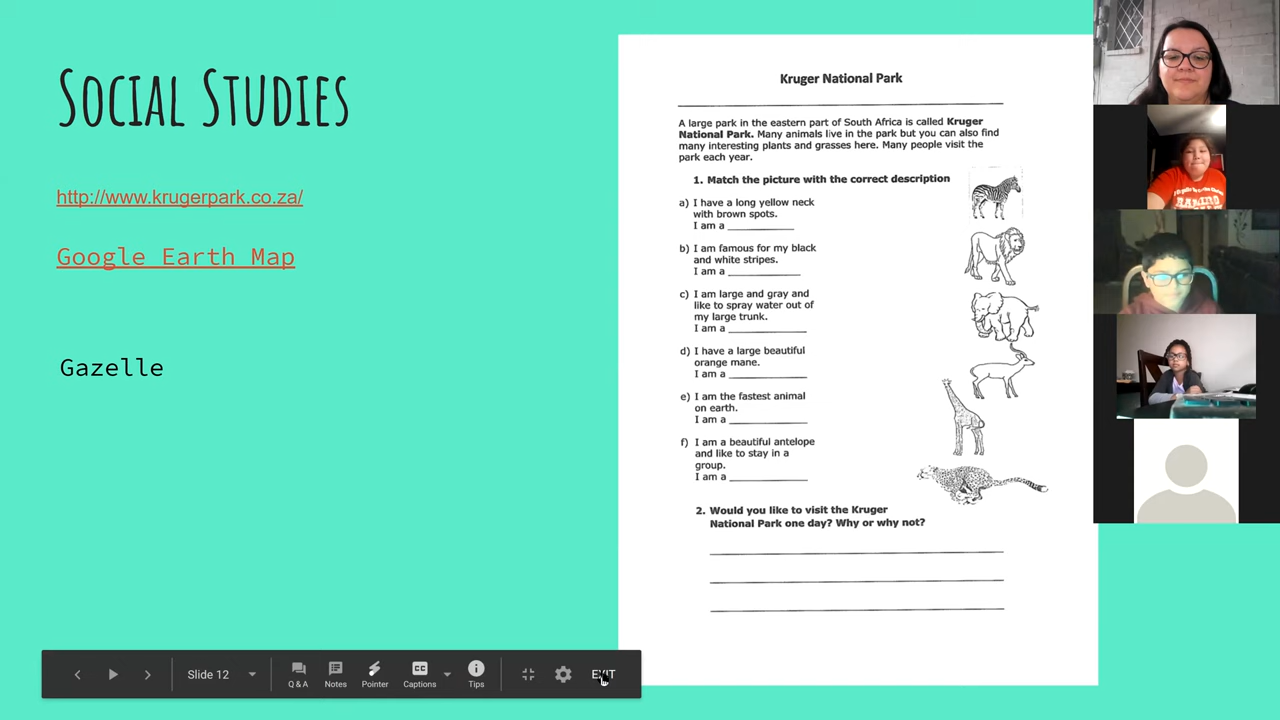 Social Studies
http://www.krugerpark.co.za/
Google Earth Map
Gazelle
Kruger National Park
A large park in the eastern part of South Africa is called Kruger
National Park. Many animals live in the park but you can also find
many interesting plants and grasses here. Many people visit the
park each year.
1. Match the picture with the correct description
a) I have a long yellow neck
with brown spots.
I am a
b) I am famous for my black
and white stripes.
I am a
c) I am large and gray and
like to spray water out of
my large trunk.
I am a
d) I have a large beautiful
orange mane.
I am a
e) I am the fastest animal
on earth.
I am a
f) I am a beautiful antelope
and like to stay in a
group.
I am a
2. Would you like to visit the Kruger
National Park one day? Why or why not?
Slide 12
Q & A
Notes
Pointer
CC
Captions
Tips
EXIT